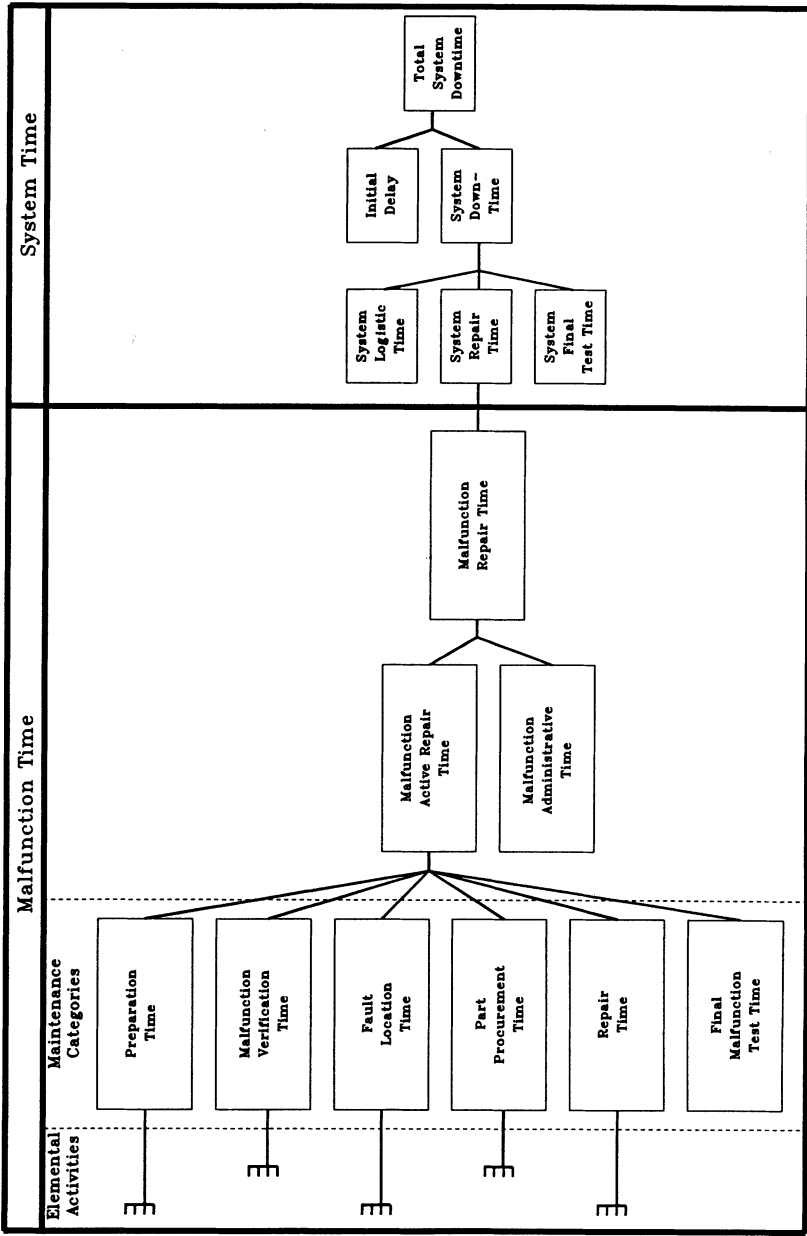 Malfunction Time
System Time
Elemental
Activities
Maintenance
Categories
Preparation
Time
Malfunction
Verification
Time
Fault
Location
Time
Part
Procurement
Time
Repair
Time
Final
Malfunction
Test Time
Malfunction
Active Repair
Time
Malfunction
Administrative
Time
Malfunction
Repair Time
System
Logistic
Time
System
Repair
Time
System
Final
Test Time
Initial
Delay
System
Down-
Time
Total
System
Downtime